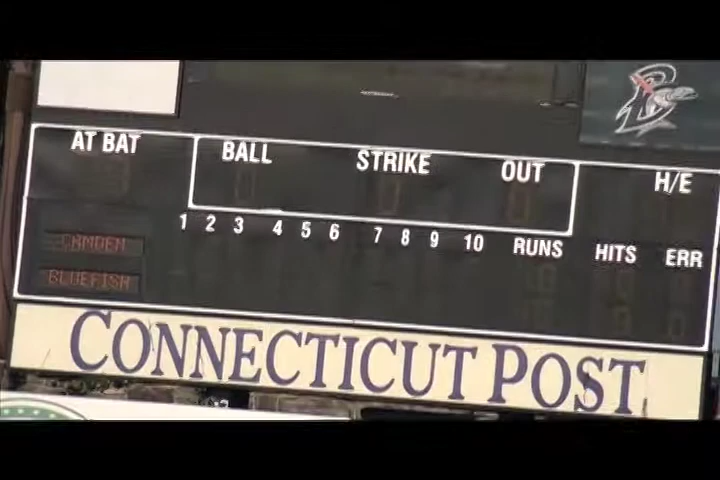 AT BAT BALL STRIKE OUT H/E
1 2 3 4 5 6 7 8 9 10 RUNS HITS ERR
CAMDEN
BLUEFISH
CONNECTICUT POST